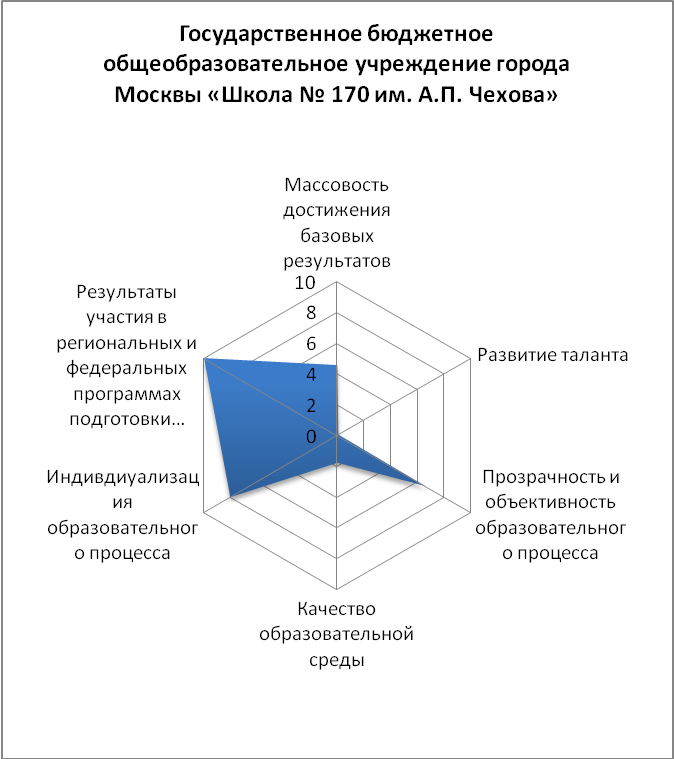 Государственное бюджетное
общеобразовательное учреждение города
Москвы «Школа № 170 им. А.П. Чехова»
Массовость
достижения
базовых
результатов
Развитие таланта
Прозрачность и
объективность
образовательног
о процесса
Качество
образовательной
среды
Индивдиуализац
ия
образовательног
о процесса
Результаты
участия в
региональных и
федеральных
программах
подготовки...
10
8
6
4
2
0